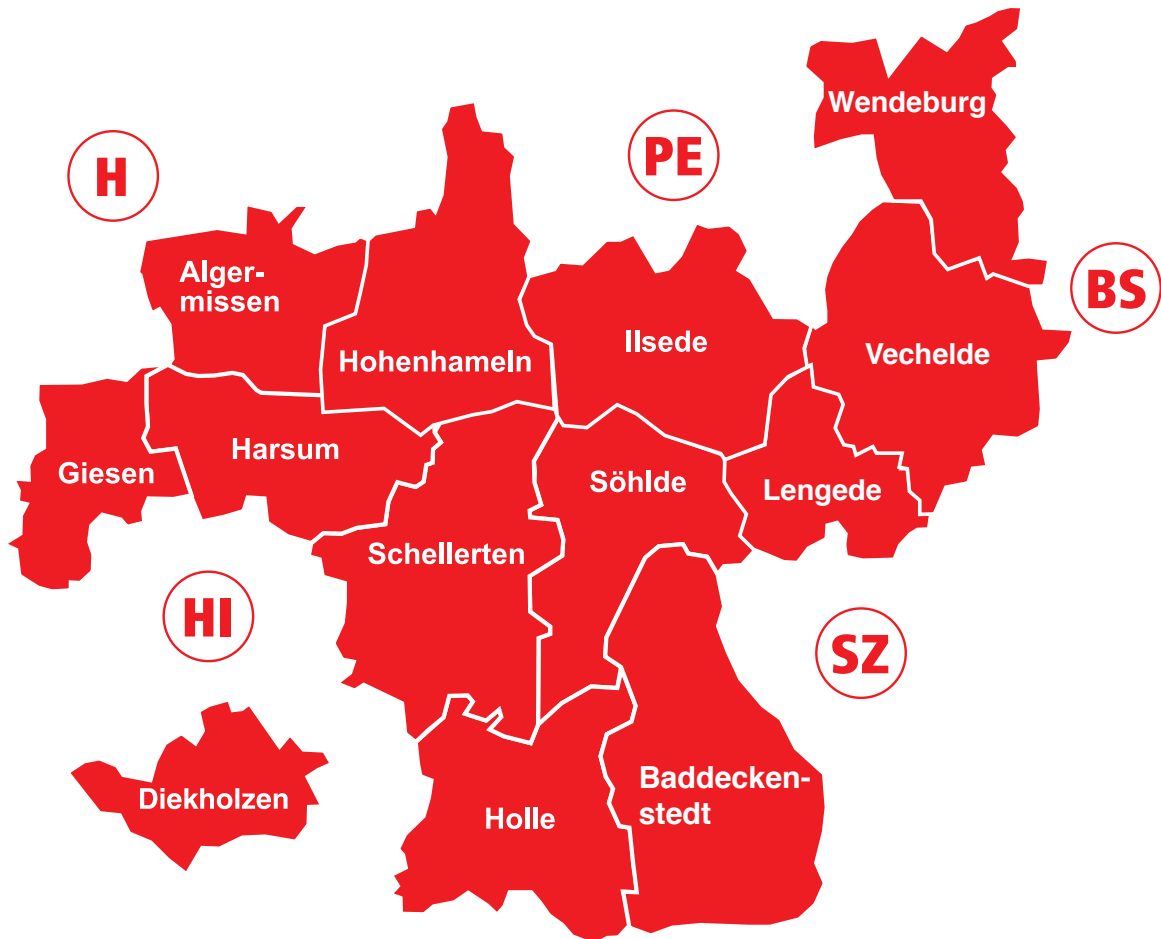 Wendeburg
PE
H
Alger-
missen
BS
Ilsede
Vechelde
Hohenhameln
Harsum
Giesen
Söhlde
Lengede
Schellerten
HI
SZ
Baddecken-
stedt
Diekholzen
Holle